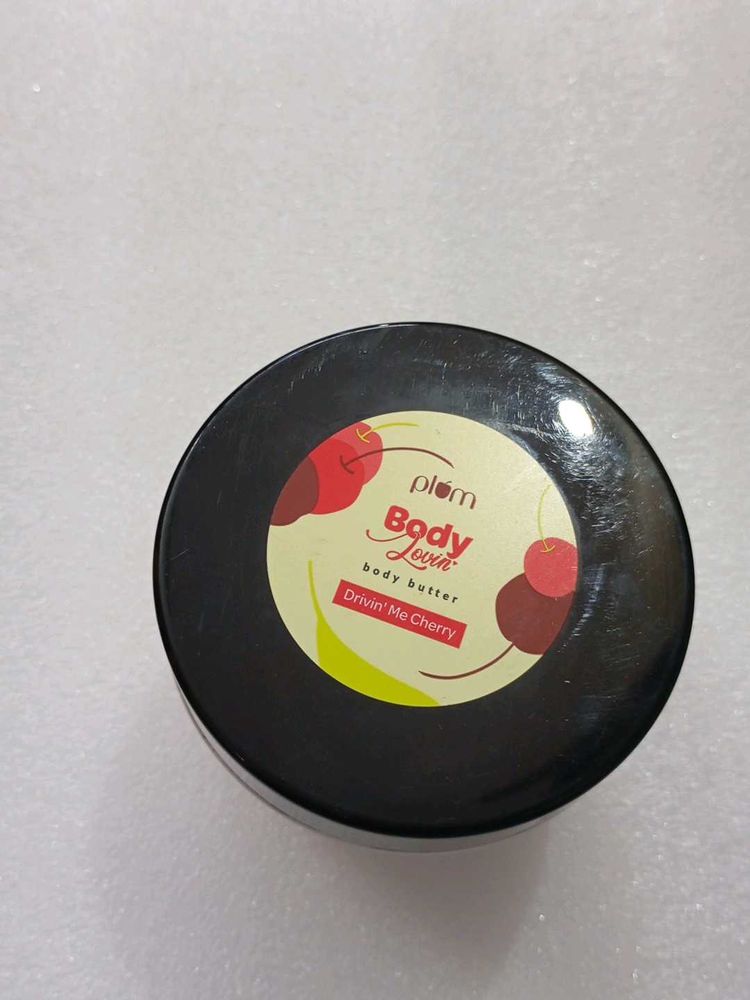 plum
Body
Lovin'
body butter
Drivin' Me Cherry